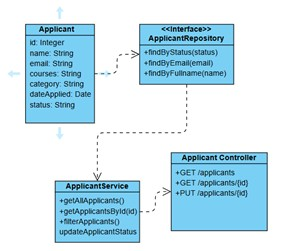 Applicant
id: Integer
name: String
email: String
courses: String
category: String
dateApplied: Date
status: String
<<Interface>>
ApplicantRepository
+findByStatus(status)
+findByEmail(email)
+findByFullname(name)
ApplicantService
+getAllApplicants()
+getApplicantsById(id)
+filterApplicants()
updateApplicantStatus
Applicant Controller
+GET /applicants
+GET /applicants/{id}
+PUT /applicants/{id}